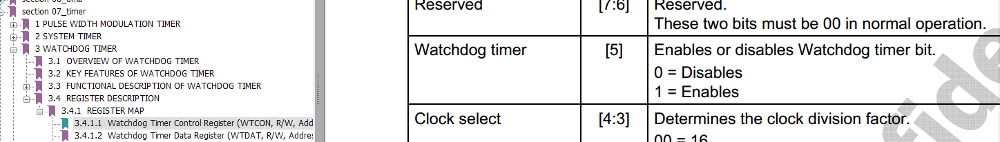 section 07_timer
1 PULSE WIDTH MODULATION TIMER
2 SYSTEM TIMER
3 WATCHDOG TIMER
3.1 OVERVIEW OF WATCHDOG TIMER
3.2 KEY FEATURES OF WATCHDOG TIMER
3.3 FUNCTIONAL DESCRIPTION OF WATCHDOG TIMER
3.4 REGISTER DESCRIPTION
3.4.1 REGISTER MAP
3.4.1.1 Watchdog Timer Control Register (WTCON, R/W, Add
3.4.1.2 Watchdog Timer Data Register (WTDAT, R/W, Addres
Reserved [7:6] Reserved.
These two bits must be 00 in normal operation.
Watchdog timer [5] Enables or disables Watchdog timer bit.
0 = Disables
1 = Enables
Clock select [4:3] Determines the clock division factor.
00 = 16
fide